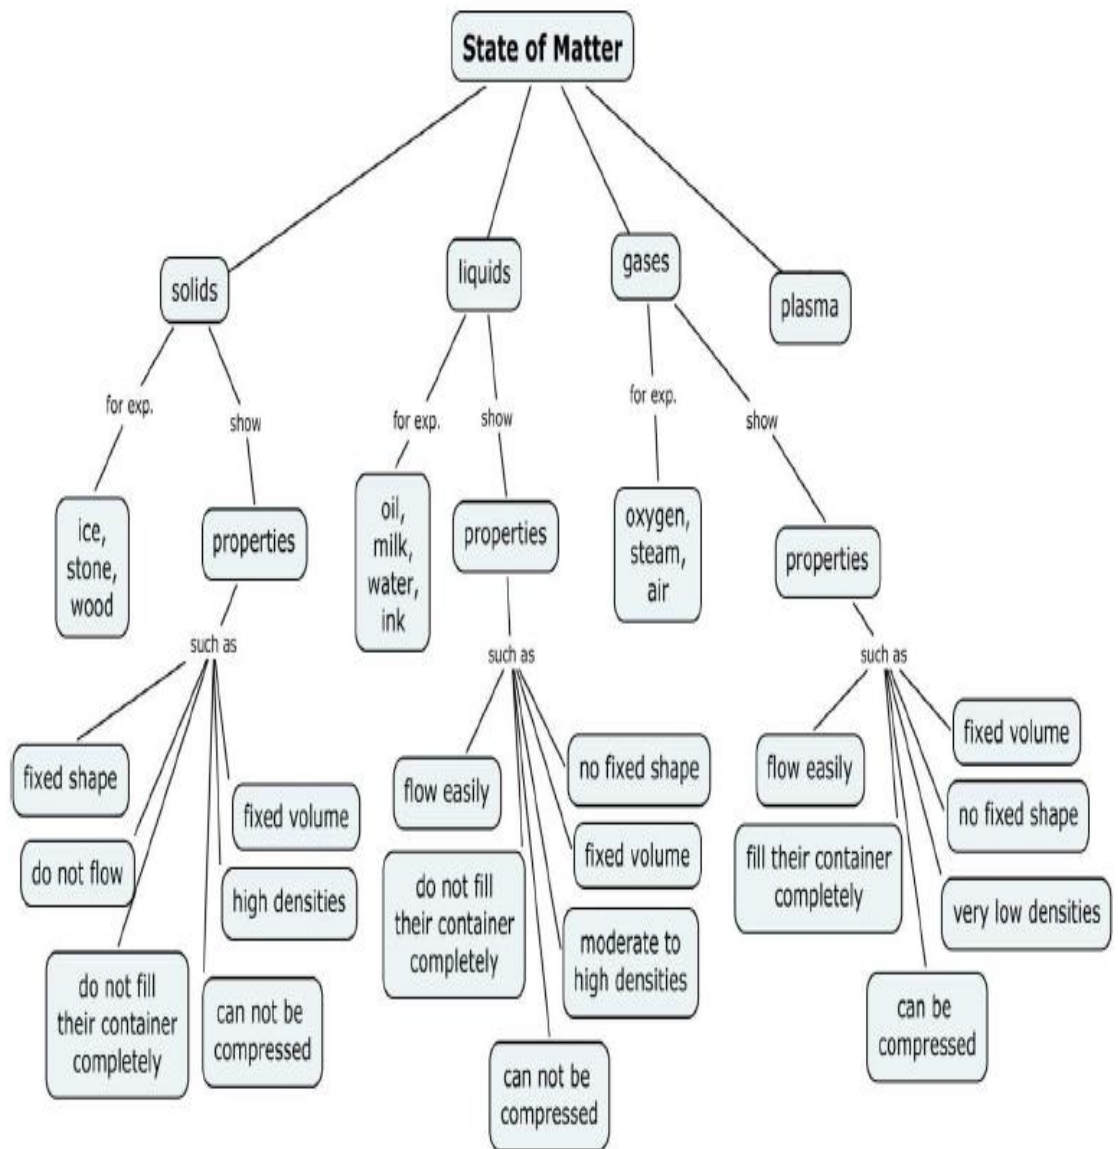 State of Matter
solids
liquids
gases
plasma
for exp.
show
for exp.
show
for exp.
show
ice,
stone,
wood
properties
oil,
milk,
water,
ink
properties
oxygen,
steam,
air
properties
such as
such as
such as
fixed shape
do not flow
do not fill
their container
completely
can not be
compressed
high densities
fixed volume
flow easily
do not fill
their container
completely
can not be
compressed
moderate to
high densities
fixed volume
no fixed shape
flow easily
fill their container
completely
can be
compressed
very low densities
no fixed shape
fixed volume